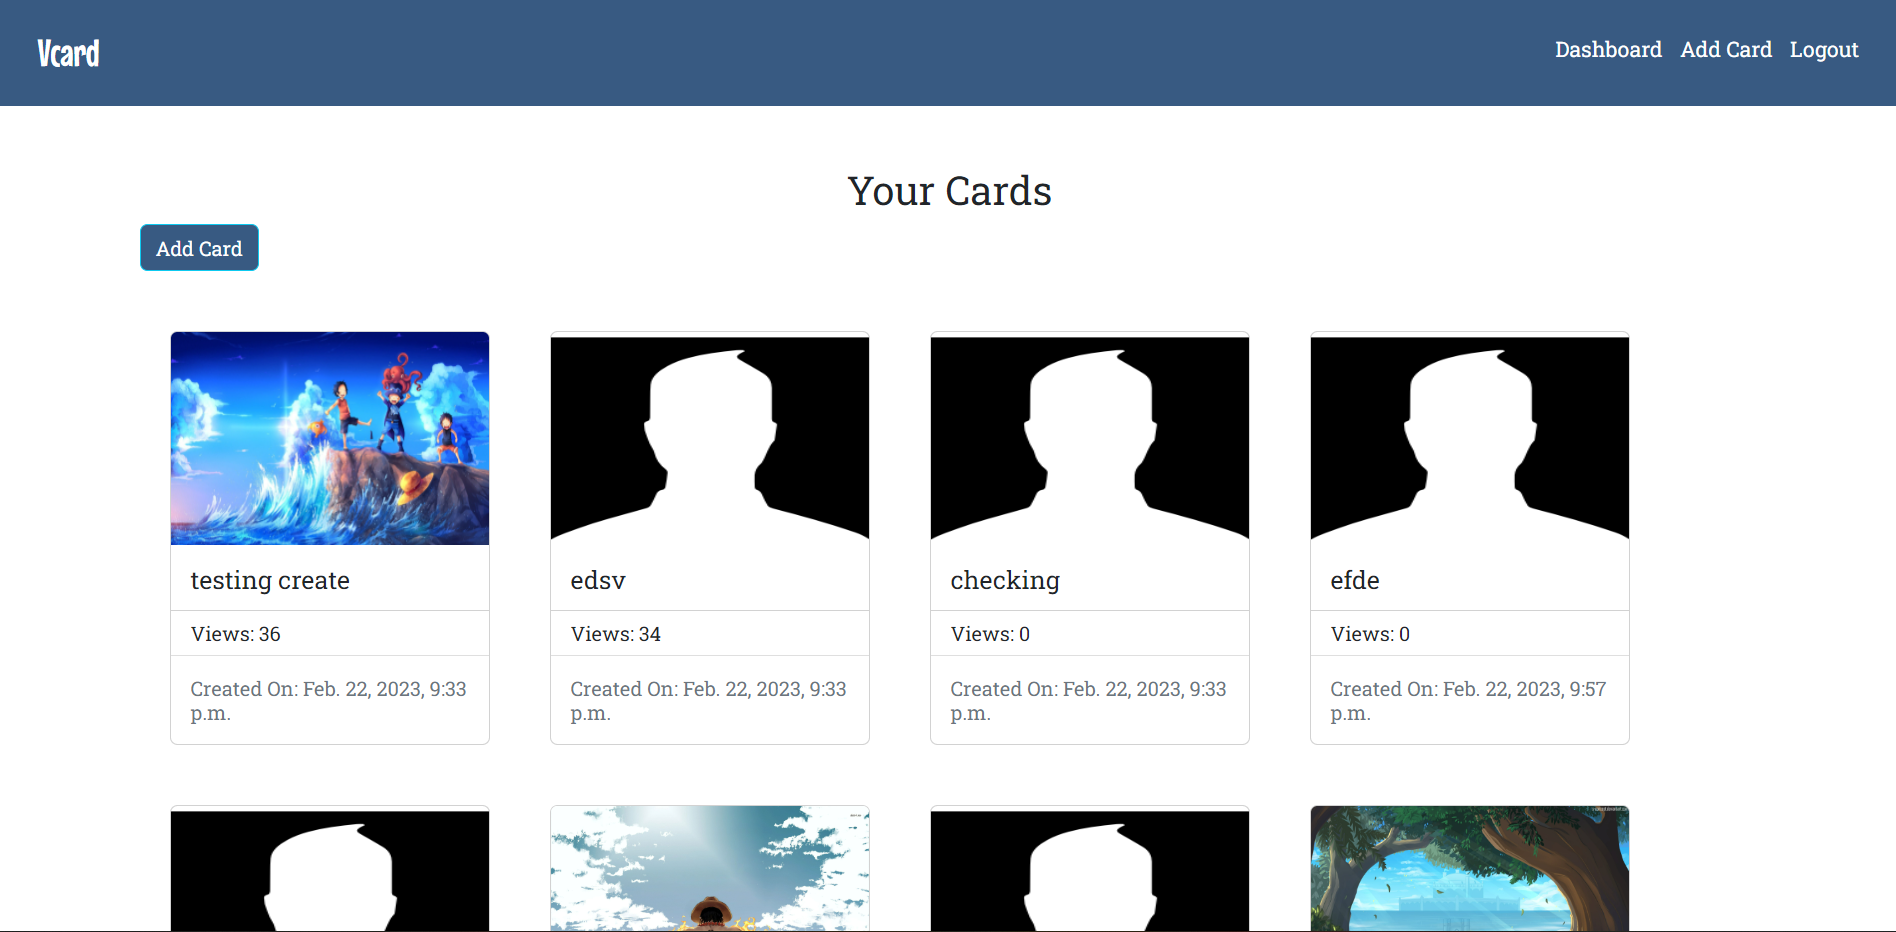 Vcard
Dashboard Add Card Logout
Your Cards
Add Card
testing create
Views: 36
Created On: Feb. 22, 2023, 9:33
p.m.
edsv
Views: 34
Created On: Feb. 22, 2023, 9:33
p.m.
checking
Views: 0
Created On: Feb. 22, 2023, 9:33
p.m.
efde
Views: 0
Created On: Feb. 22, 2023, 9:57
p.m.